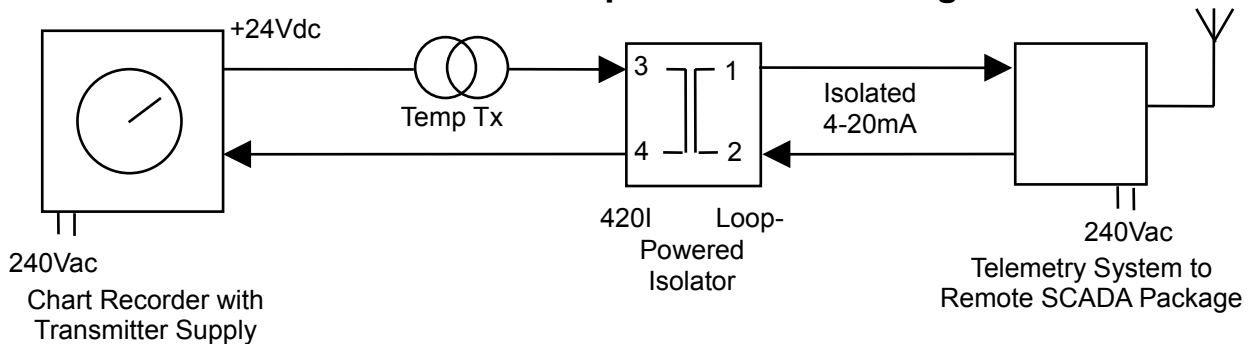 +24Vdc
Temp Tx
3
1
4
2
Isolated
4-20mA
420I Loop-
Powered
Isolator
240Vac
Chart Recorder with
Transmitter Supply
240Vac
Telemetry System to
Remote SCADA Package